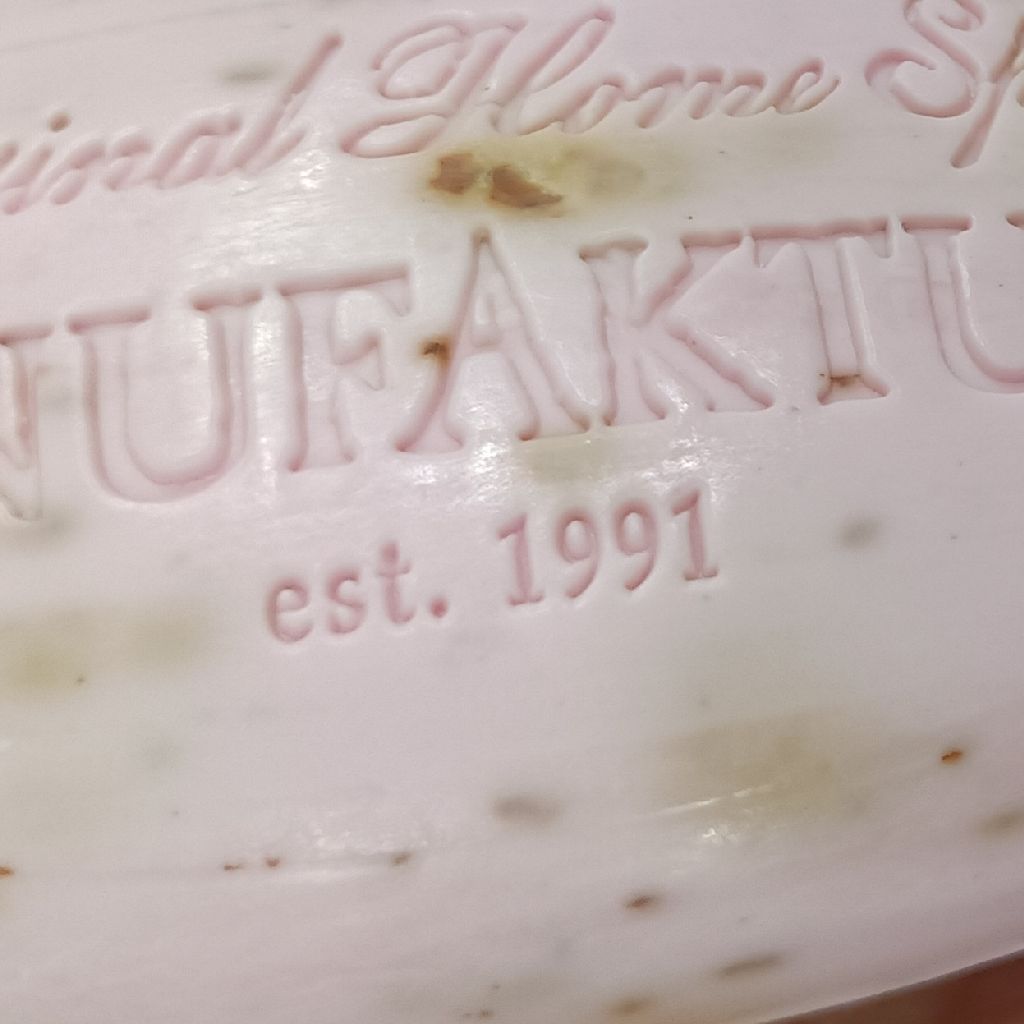 ginal Home Sp
NUFAKTU
est. 1991